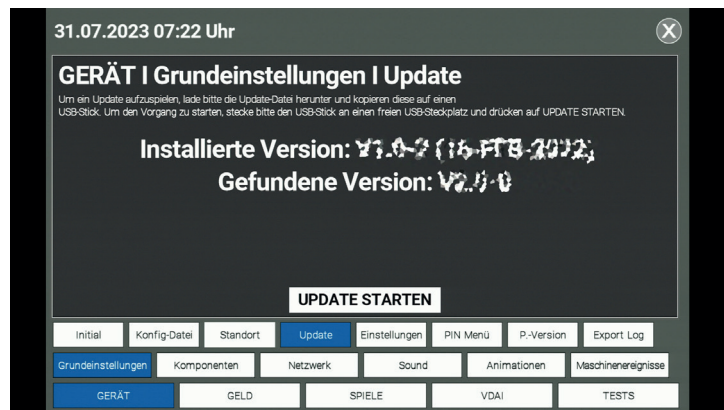 31.07.2023 07:22 Uhr
X
GERÄT I Grundeinstellungen I Update
Um ein Update aufzuspielen, lade bitte die Update-Datei herunter und kopieren diese auf einen
USB-Stick. Um den Vorgang zu starten, stecke bitte den USB-Stick an einen freien USB-Steckplatz und drücken auf UPDATE STARTEN.
Installierte Version:
Gefundene Version: V2.0-0
UPDATE STARTEN
Initial Konfig-Datei Standort Update Einstellungen PIN Menü P.-Version Export Log
Grundeinstellungen Komponenten Netzwerk Sound Animationen Maschinenereignisse
GERÄT GELD SPIELE VDAI TESTS